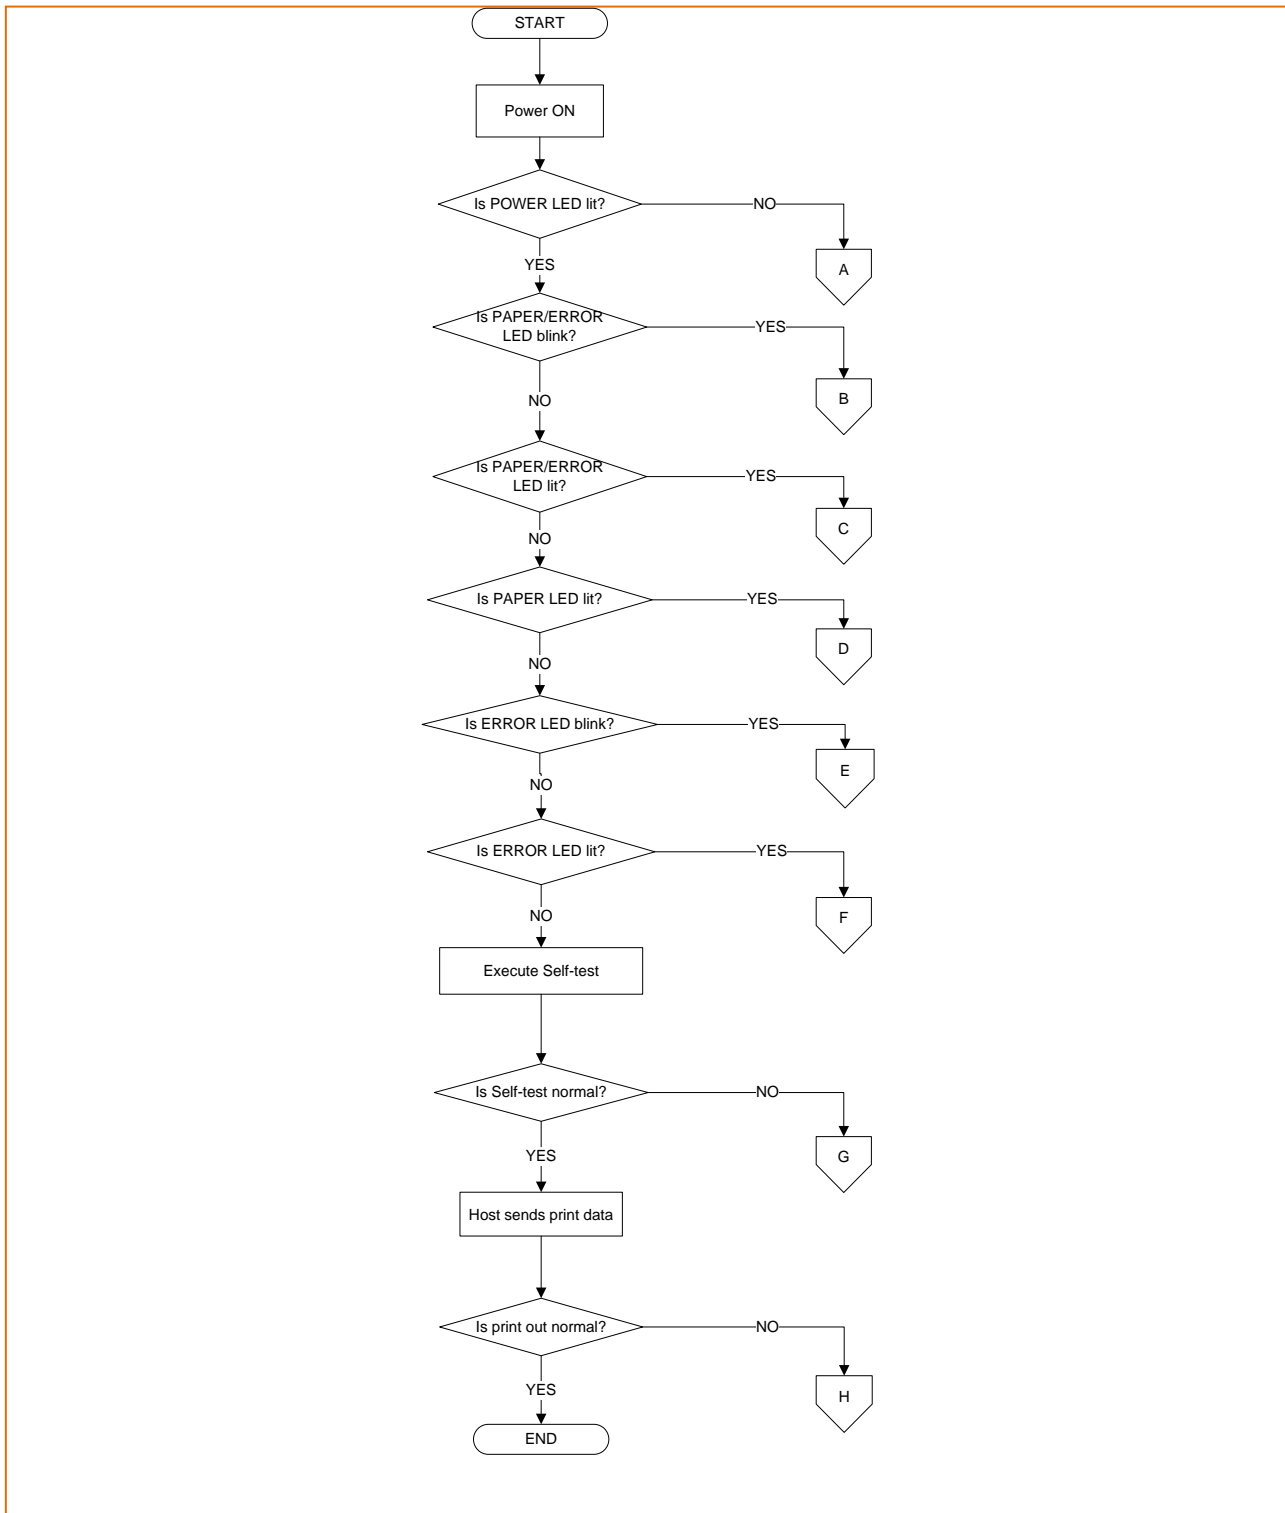 START
Power ON
Is POWER LED lit?
NO
A
YES
Is PAPER/ERROR
LED blink?
YES
B
NO
Is PAPER/ERROR
LED lit?
YES
C
NO
Is PAPER LED lit?
YES
D
NO
Is ERROR LED blink?
YES
E
NO
Is ERROR LED lit?
YES
F
NO
Execute Self-test
Is Self-test normal?
NO
G
YES
Host sends print data
Is print out normal?
NO
H
YES
END